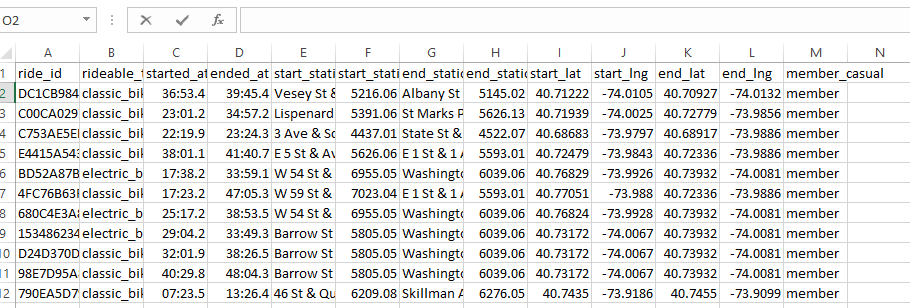 O2 fx
A B C D E F G H I J K L M N
1 ride_id rideable_t started_at ended_at start_stati start_stati end_static end_static start_lat start_lng end_lat end_lng member_casual
2 DC1CB984 classic_bik 36:53.4 39:45.4 Vesey St & 5216.06 Albany St 5145.02 40.71222 -74.0105 40.70927 -74.0132 member
3 C00CA029 classic_bik 23:01.2 34:57.2 Lispenard 5391.06 St Marks P 5626.13 40.71939 -74.0025 40.72779 -73.9856 member
4 C753AE5E classic_bik 22:19.9 23:24.3 3 Ave & Sc 4437.01 State St & 4522.07 40.68683 -73.9797 40.68917 -73.9886 member
5 E4415A543 classic_bik 38:01.1 41:40.7 E 5 St & Av 5626.06 E 1 St & 1 A 5593.01 40.72479 -73.9843 40.72336 -73.9886 member
6 BD52A87B electric_b 17:38.2 33:59.1 W 54 St & 6955.05 Washingto 6039.06 40.76829 -73.9926 40.73932 -74.0081 member
7 4FC76B63 classic_bik 17:23.2 47:05.3 W 59 St & 7023.04 E 1 St & 1 A 5593.01 40.77051 -73.988 40.72336 -73.9886 member
8 680C4E3A8 electric_b 25:17.2 38:53.5 W 54 St & 6955.05 Washingto 6039.06 40.76824 -73.9928 40.73932 -74.0081 member
9 153486234 electric_b 29:04.2 33:49.3 Barrow St 5805.05 Washingto 6039.06 40.73172 -74.0067 40.73932 -74.0081 member
10 D24D370D classic_bik 32:01.9 38:26.5 Barrow St 5805.05 Washingto 6039.06 40.73172 -74.0067 40.73932 -74.0081 member
11 98E7D95A classic_bik 40:29.8 48:04.3 Barrow St 5805.05 Washingto 6039.06 40.73172 -74.0067 40.73932 -74.0081 member
12 790EA5D7 classic_bik 07:23.5 13:26.4 46 St & Qu 6209.08 Skillman A 6276.05 40.7435 -73.9186 40.7455 -73.9099 member